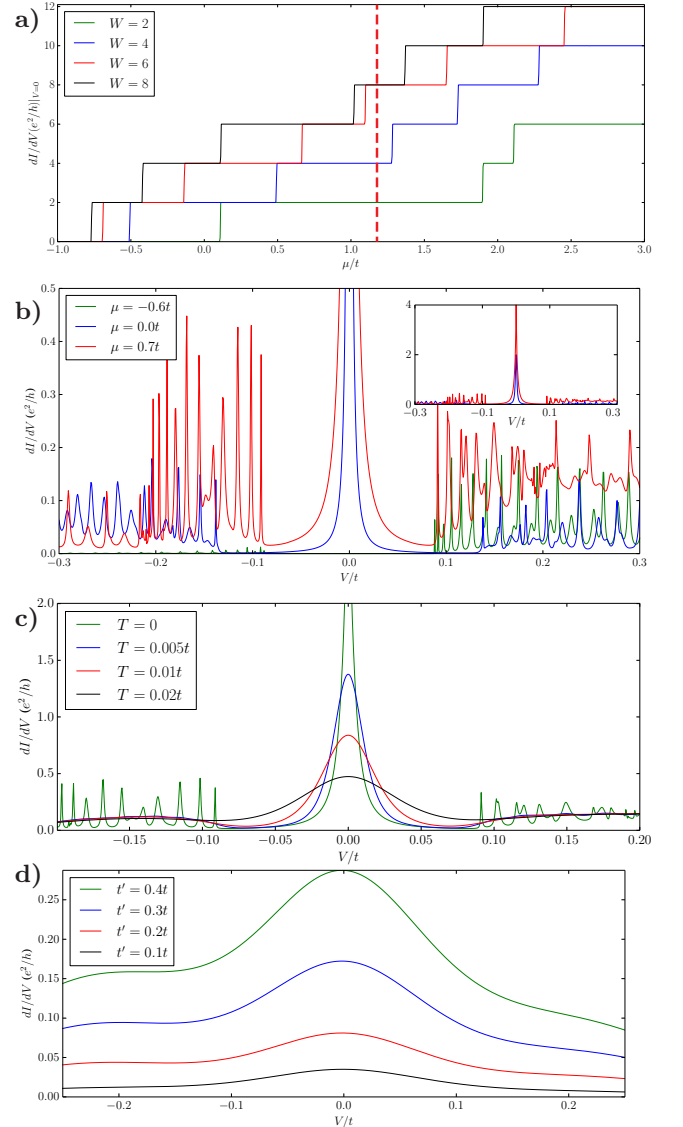 a)
dI/dV(e²/h)|V=0
W = 2
W = 4
W = 6
W = 8
12
10
8
6
4
2
0
−1.0 −0.5 0.0 0.5 1.0 1.5 2.0 2.5 3.0
μ/t
b)
dI/dV (e²/h)
μ = −0.6t
μ = 0.0t
μ = 0.7t
0.5
0.4
0.3
0.2
0.1
0.0
−0.3 −0.2 −0.1 0.0 0.1 0.2 0.3
V/t
4
2
0
−0.3 −0.1 0.1 0.3
V/t
c)
dI/dV (e²/h)
T = 0
T = 0.005t
T = 0.01t
T = 0.02t
2.0
1.5
1.0
0.5
0.0
−0.15 −0.10 −0.05 0.00 0.05 0.10 0.15 0.20
V/t
d)
dI/dV (e²/h)
t′ = 0.4t
t′ = 0.3t
t′ = 0.2t
t′ = 0.1t
0.25
0.20
0.15
0.10
0.05
0.00
−0.2 −0.1 0.0 0.1 0.2
V/t